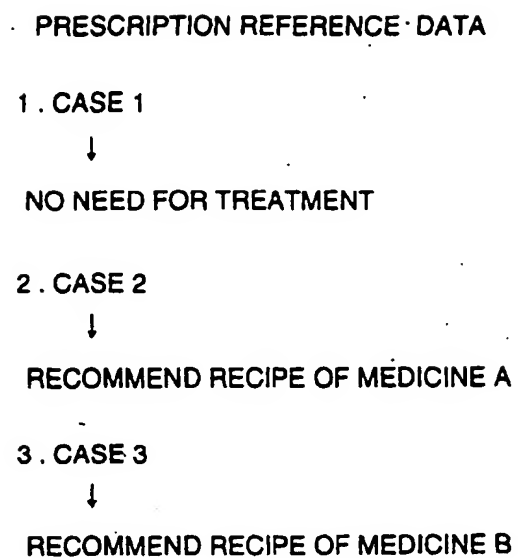 PRESCRIPTION REFERENCE DATA
1. CASE 1
↓
NO NEED FOR TREATMENT
2. CASE 2
↓
RECOMMEND RECIPE OF MEDICINE A
3. CASE 3
↓
RECOMMEND RECIPE OF MEDICINE B